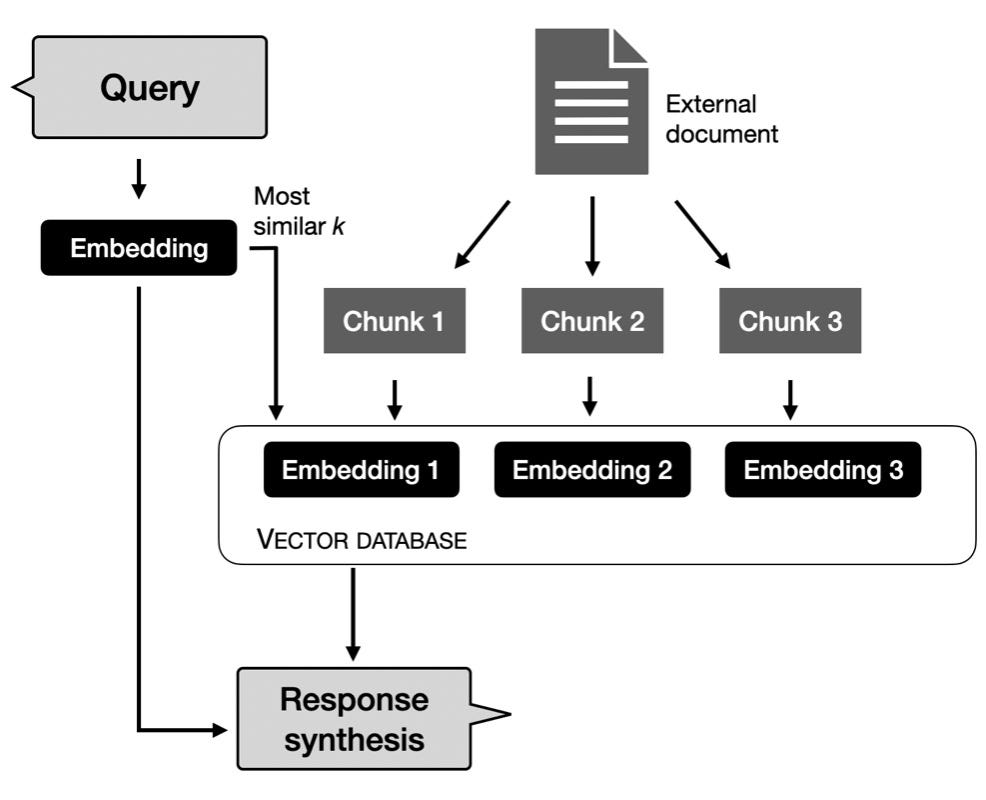 Query
External
document
Most
similar k
Embedding
Chunk 1
Chunk 2
Chunk 3
Embedding 1
Embedding 2
Embedding 3
VECTOR DATABASE
Response
synthesis